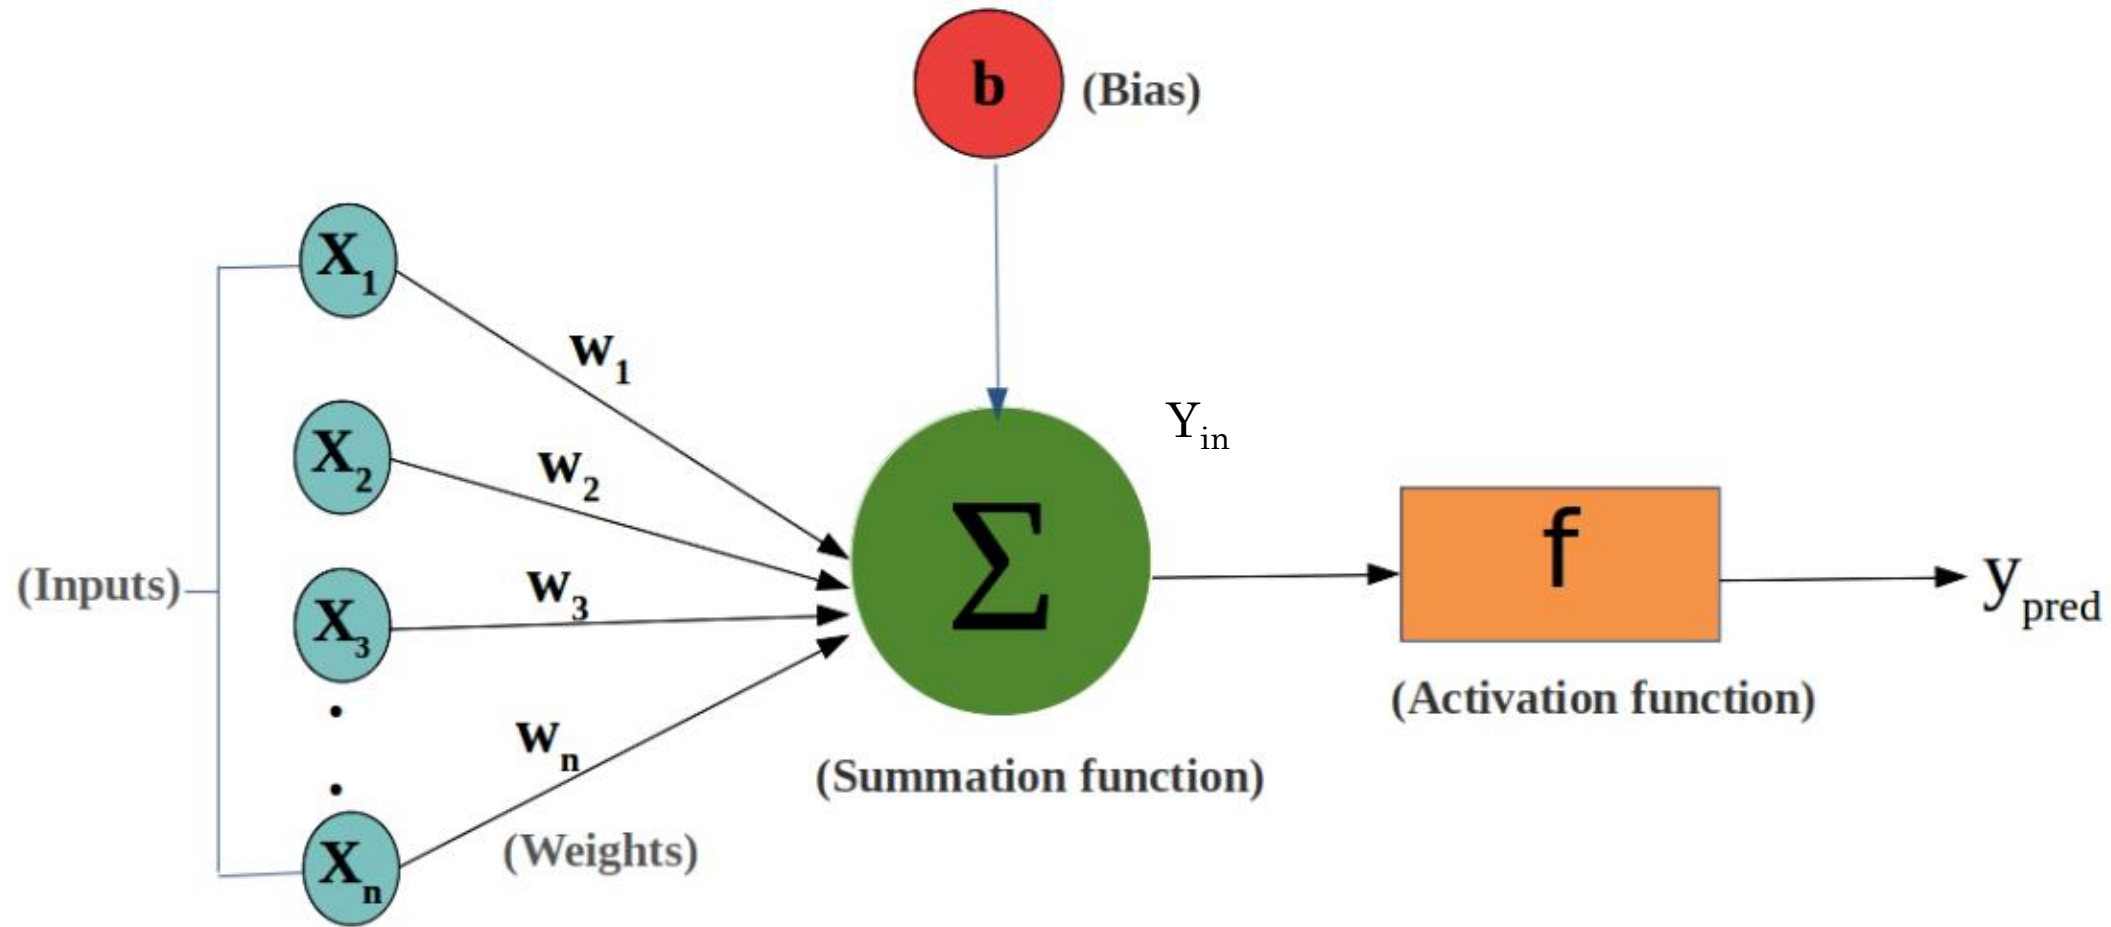 b (Bias)
X1
w1
Yin
X2
w2
Σ
f
(Inputs)
X3
w3
ypred
(Activation function)
wn
(Summation function)
Xn
(Weights)